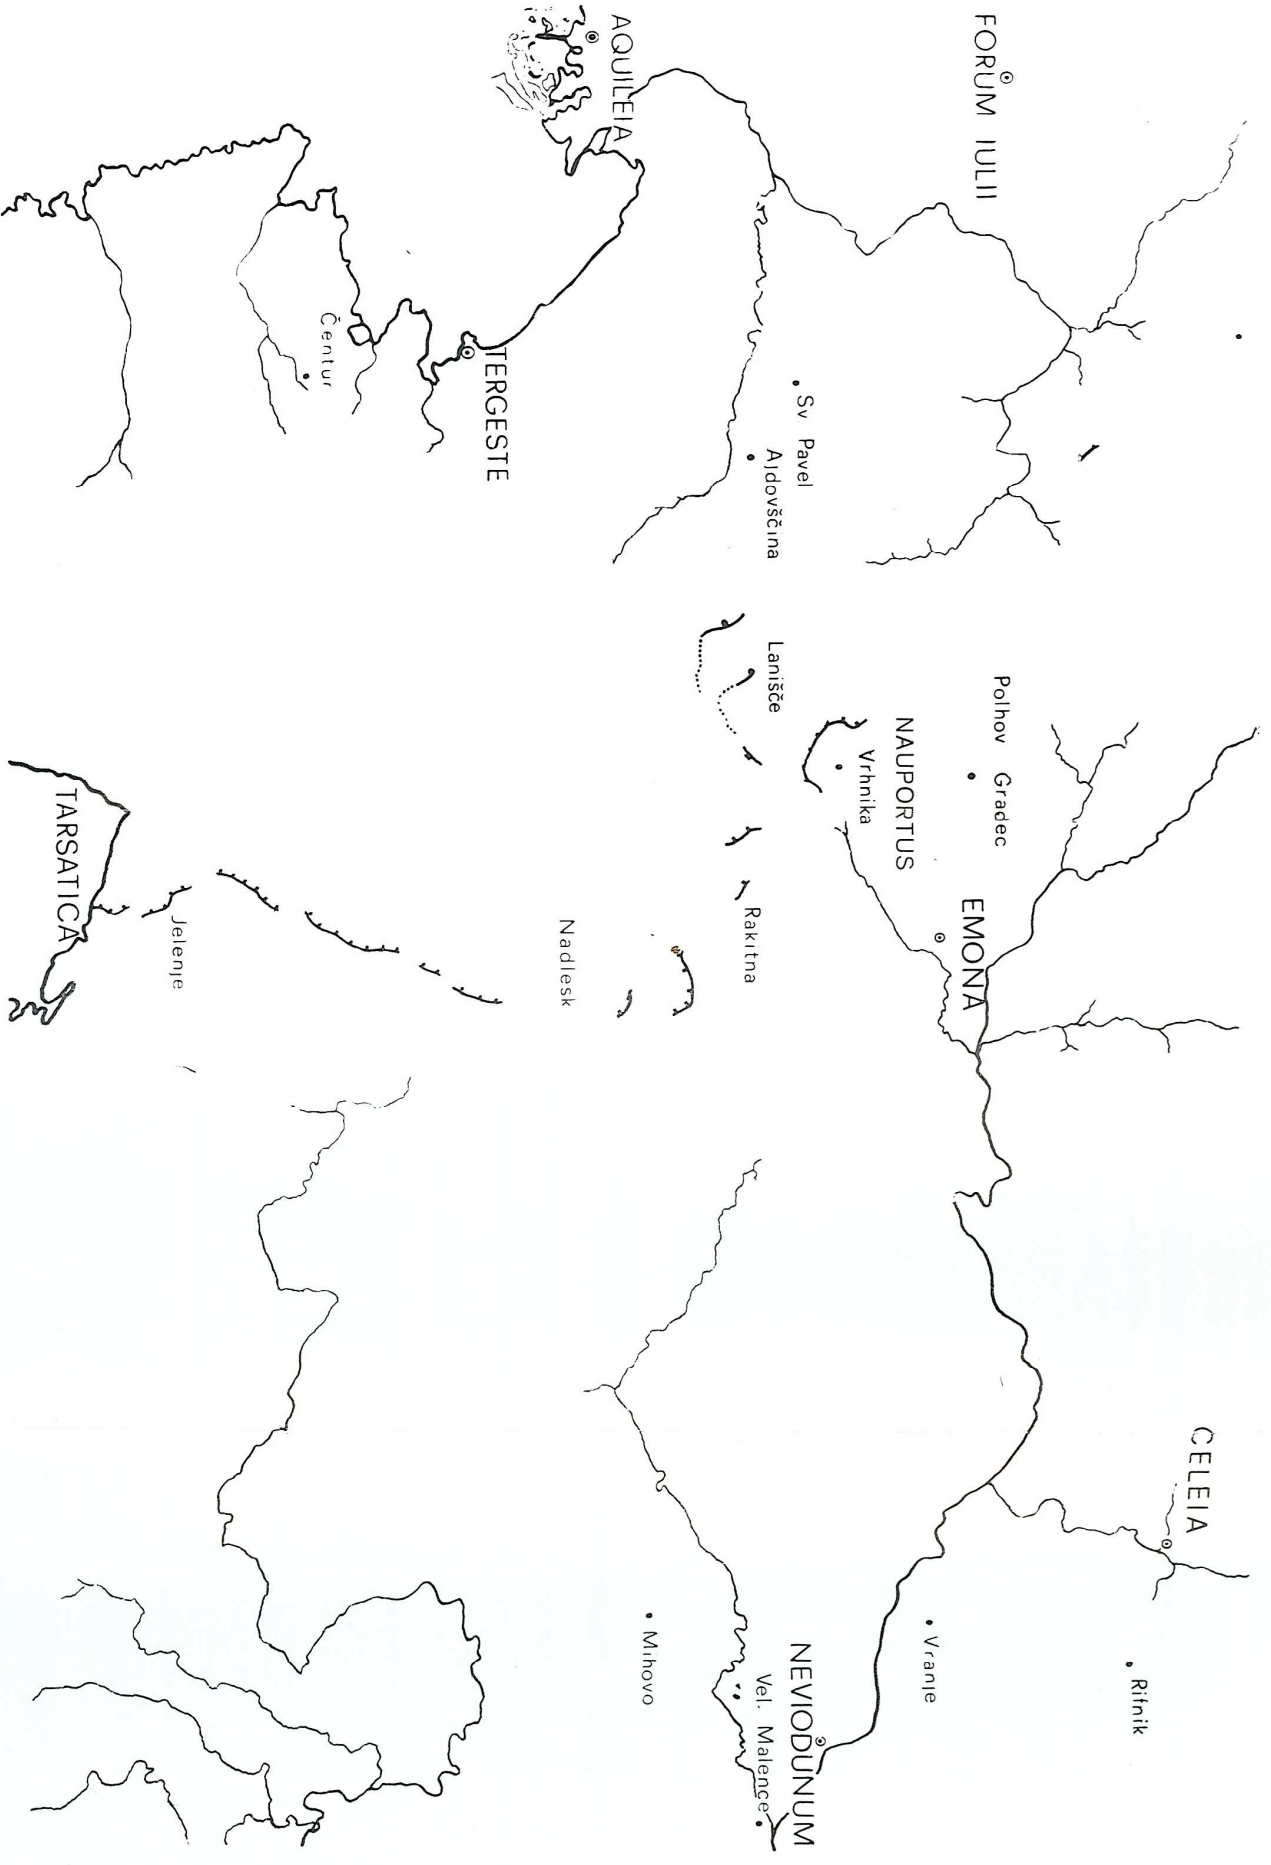 FORUM IULII
AQUILEIA
Sv Pavel
Ajdovščina
TERGESTE
Čentur
Polhov Gradec
NAUPORTUS
Vrhnika
Lanišče
EMONA
Rakitna
Nadlesk
Jelenje
TARSATICA
CELEIA
Rifnik
Vranje
NEVIODUNUM
Vel. Malence
Mihovo